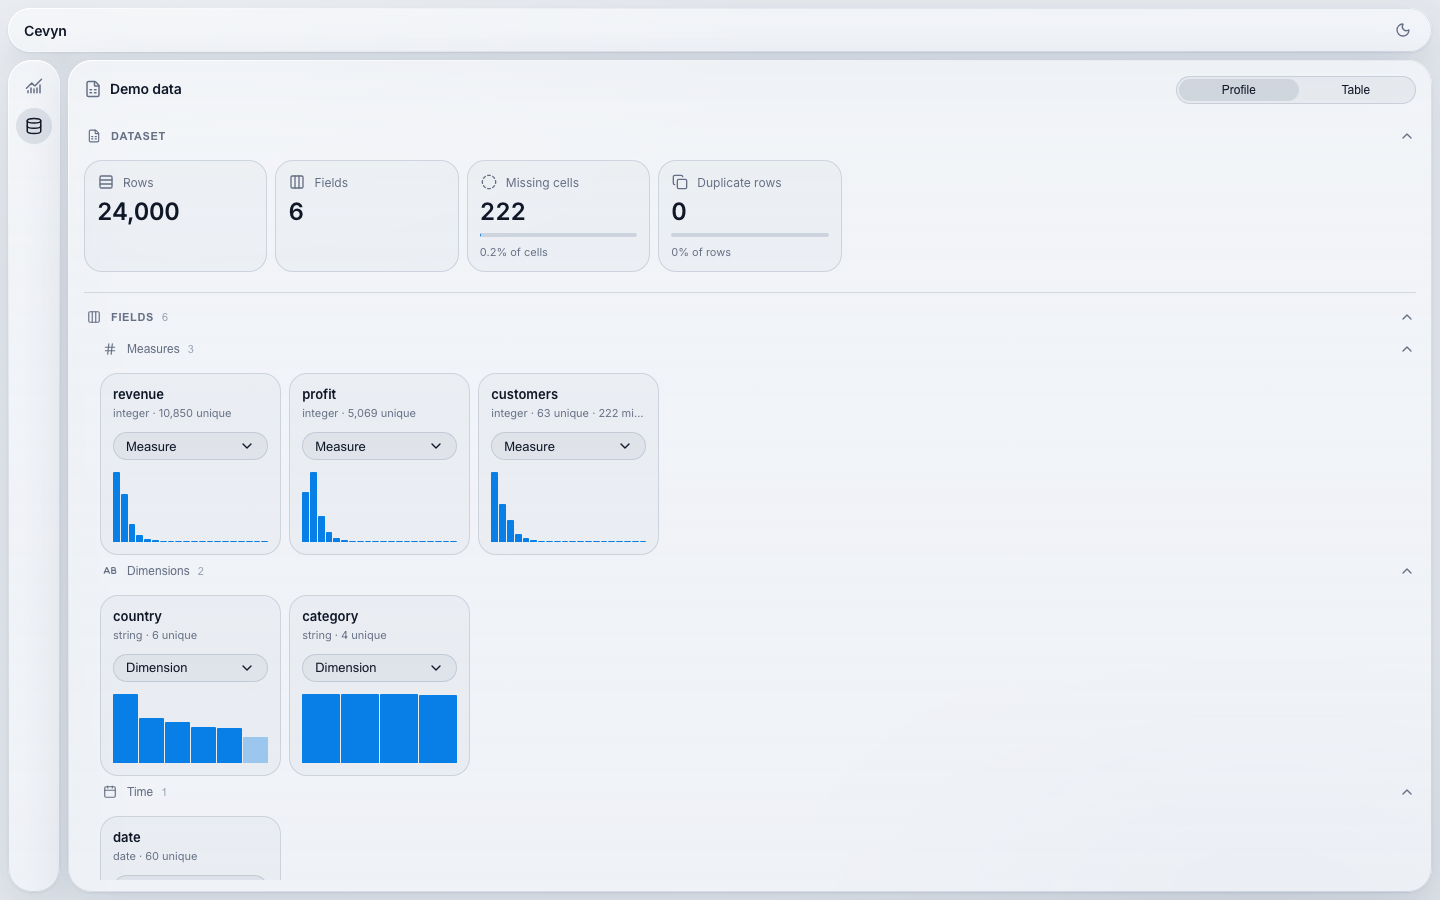 Cevyn
Demo data
Profile
Table
DATASET
Rows
24,000
Fields
6
Missing cells
222
0.2% of cells
Duplicate rows
0
0% of rows
FIELDS 6
Measures 3
revenue
integer · 10,850 unique
Measure
profit
integer · 5,069 unique
Measure
customers
integer · 63 unique · 222 mi...
Measure
AB Dimensions 2
country
string · 6 unique
Dimension
category
string · 4 unique
Dimension
Time 1
date
date · 60 unique